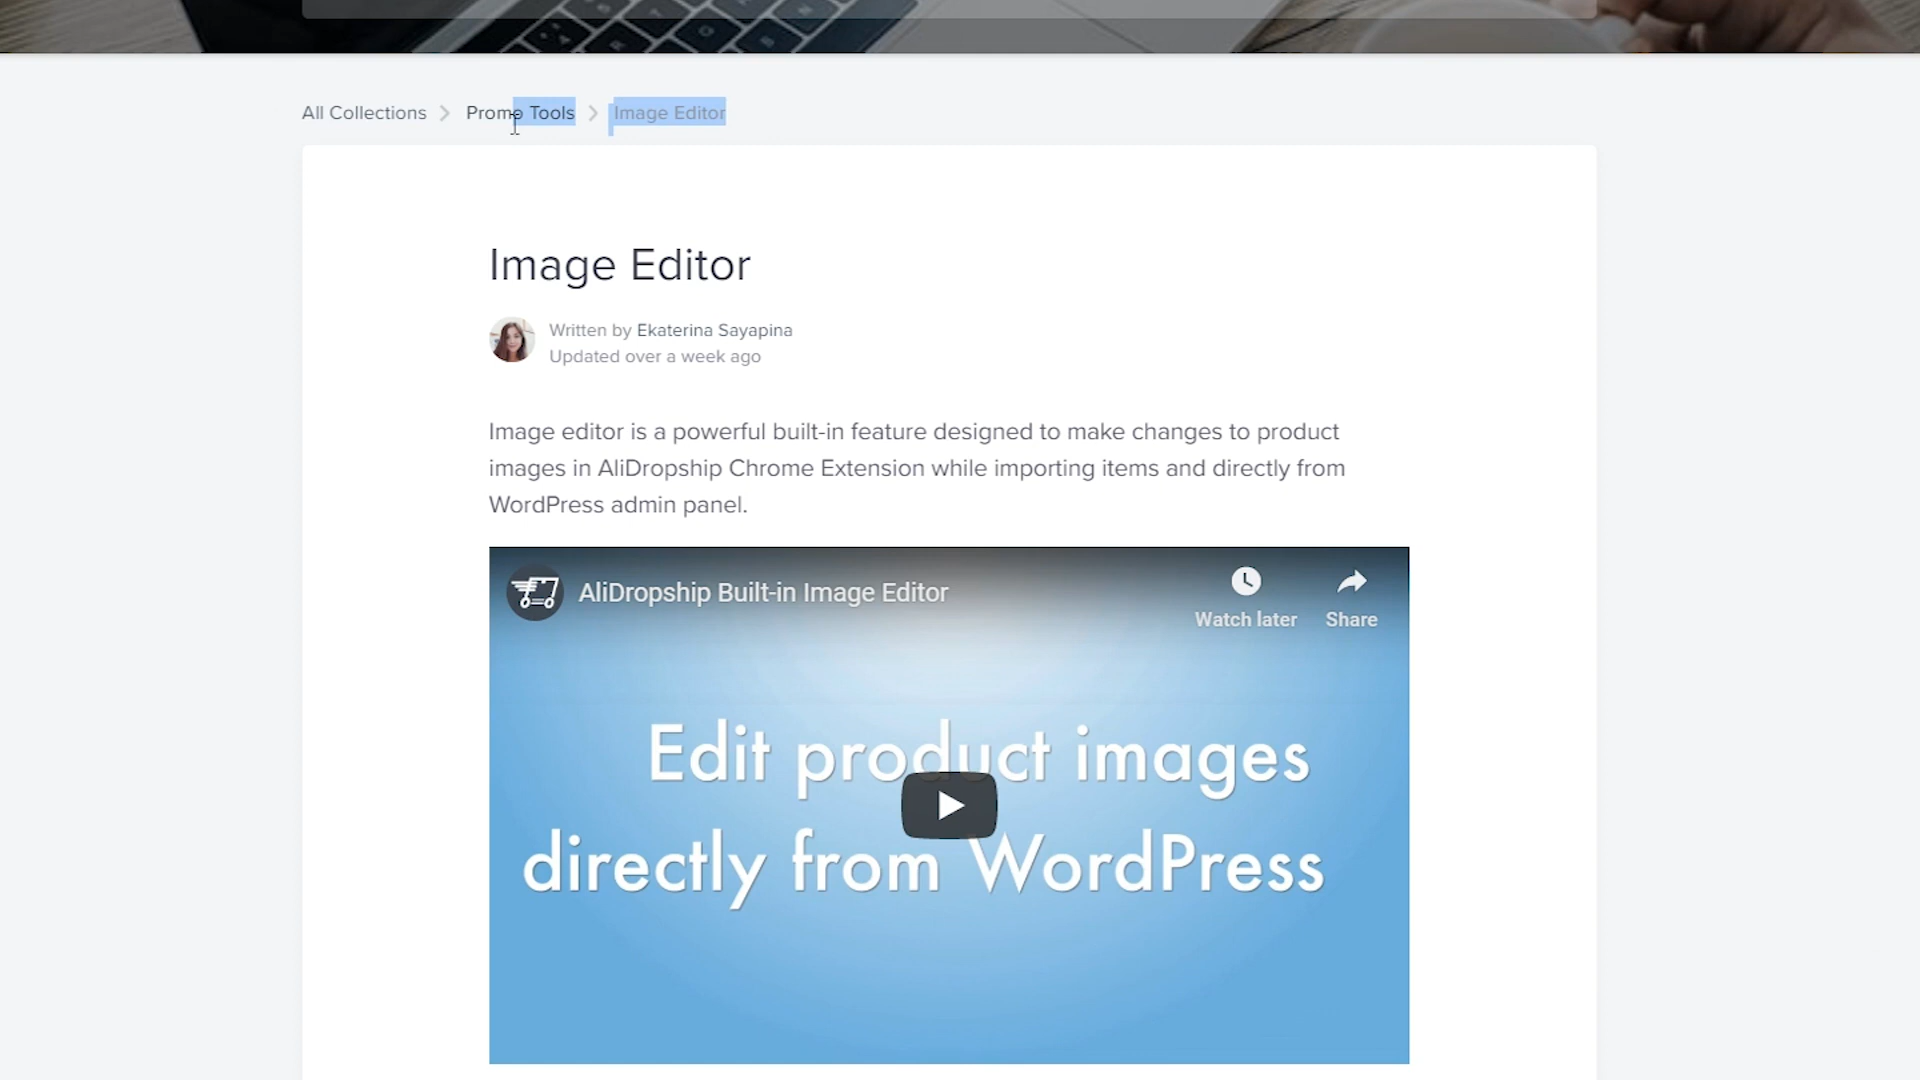 All Collections > Promo Tools > Image Editor
Image Editor
Written by Ekaterina Sayapina
Updated over a week ago
Image editor is a powerful built-in feature designed to make changes to product
images in AliDropship Chrome Extension while importing items and directly from
WordPress admin panel.
AliDropship Built-in Image Editor
Watch later
Share
Edit product images
directly from WordPress